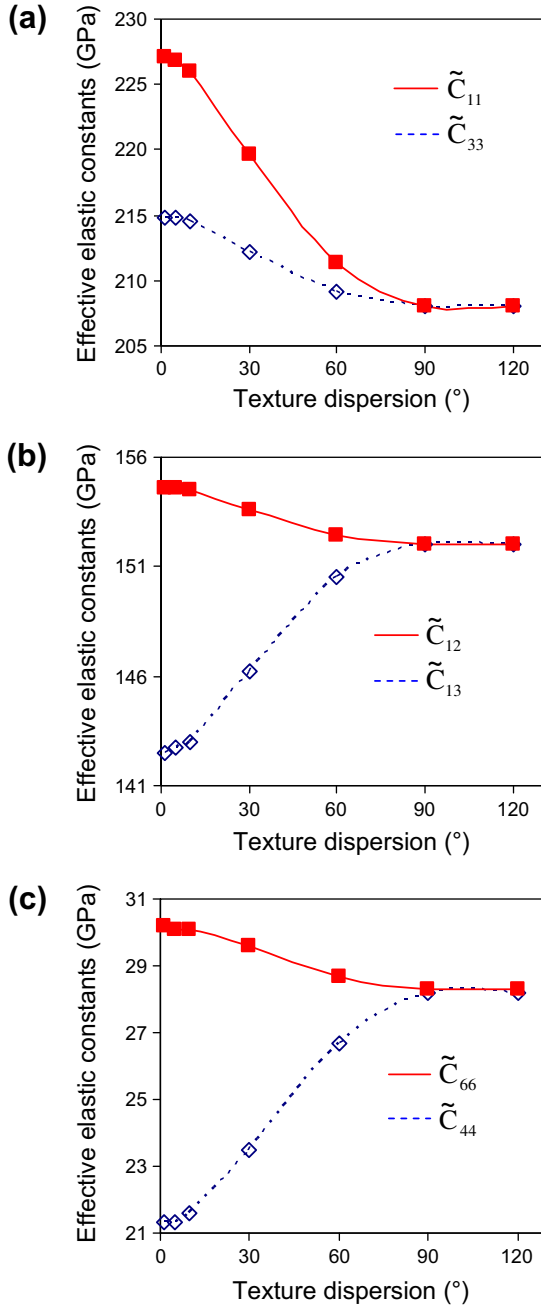 (a)
Effective elastic constants (GPa)
230
225
220
215
210
205
C̃11
C̃33
0 30 60 90 120
Texture dispersion (°)
(b)
Effective elastic constants (GPa)
156
151
146
141
C̃12
C̃13
0 30 60 90 120
Texture dispersion (°)
(c)
Effective elastic constants (GPa)
31
29
27
25
23
21
C̃66
C̃44
0 30 60 90 120
Texture dispersion (°)